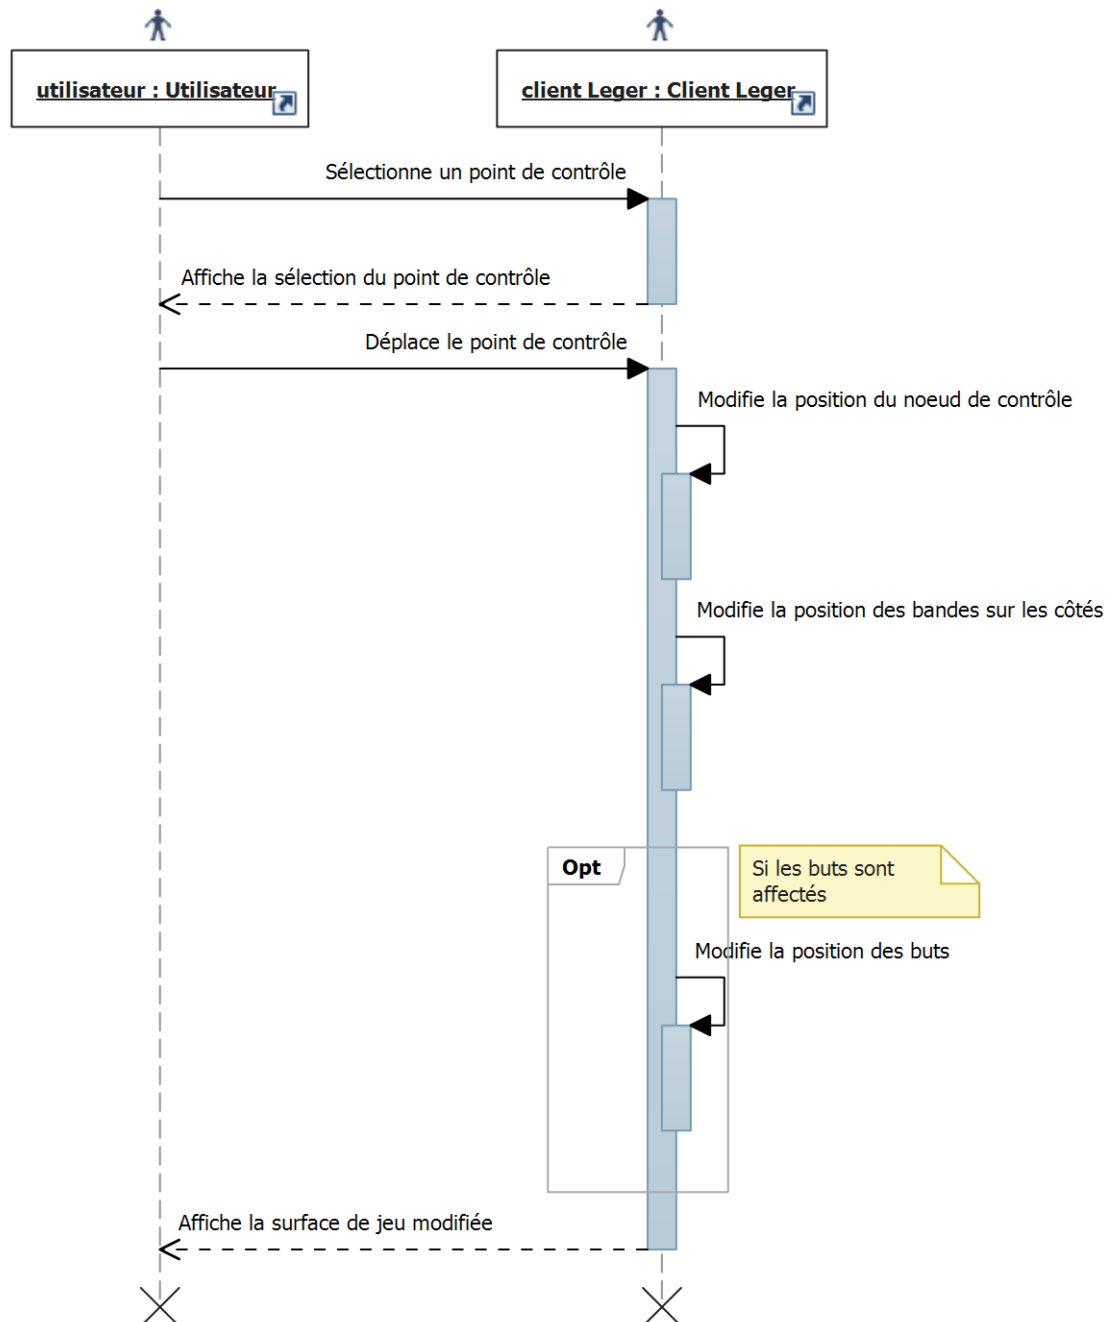 utilisateur : Utilisateur
client Leger : Client Leger
Sélectionne un point de contrôle
Affiche la sélection du point de contrôle
Déplace le point de contrôle
Modifie la position du noeud de contrôle
Modifie la position des bandes sur les côtés
Opt
Si les buts sont
affectés
Modifie la position des buts
Affiche la surface de jeu modifiée